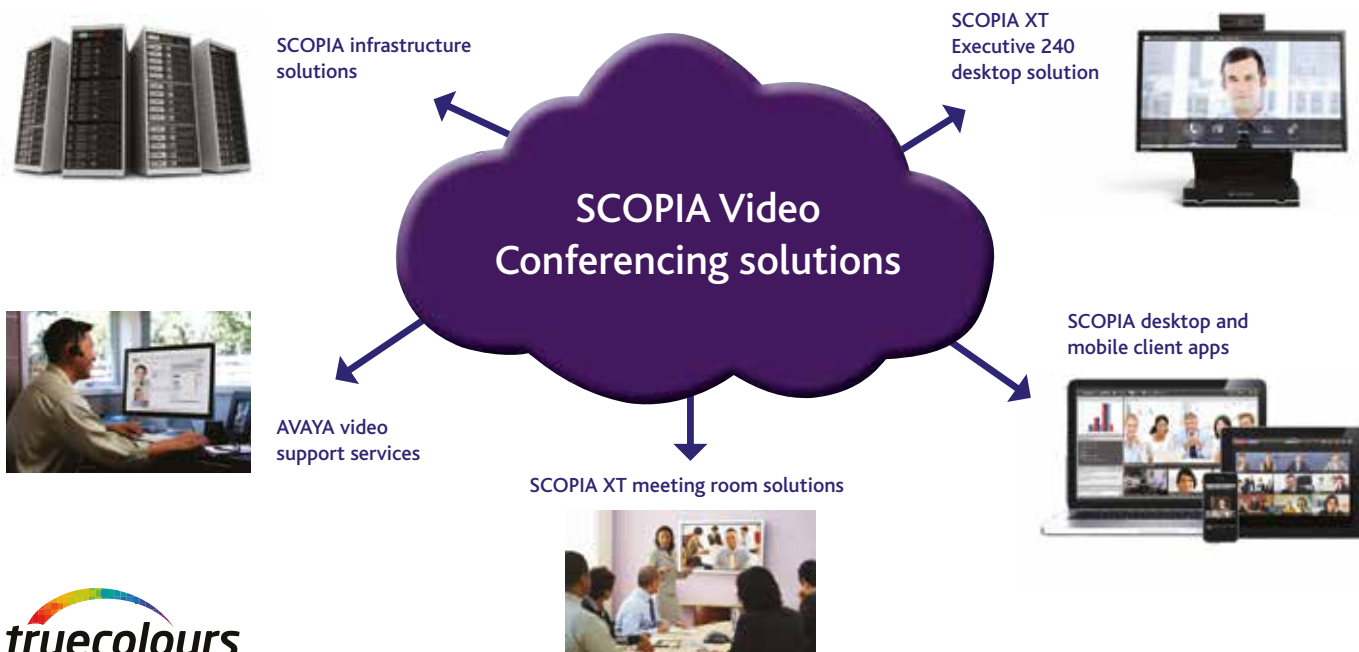 SCOPIA infrastructure
solutions
SCOPIA XT
Executive 240
desktop solution
SCOPIA Video
Conferencing solutions
SCOPIA desktop and
mobile client apps
AVAYA video
support services
SCOPIA XT meeting room solutions
truecolours